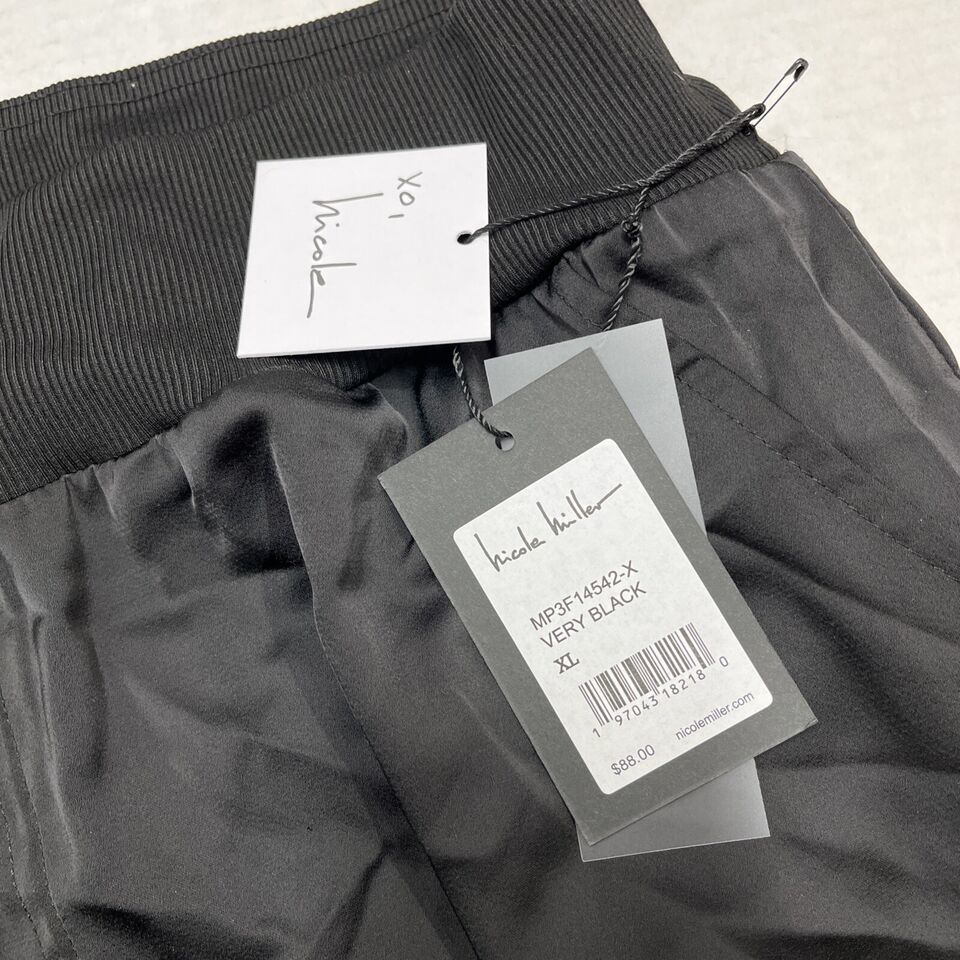 XO,
Nicole
nicole miller
MP3F14542-X
VERY BLACK
XL
1 97043 18218 0
$88.00 nicolemiller.com